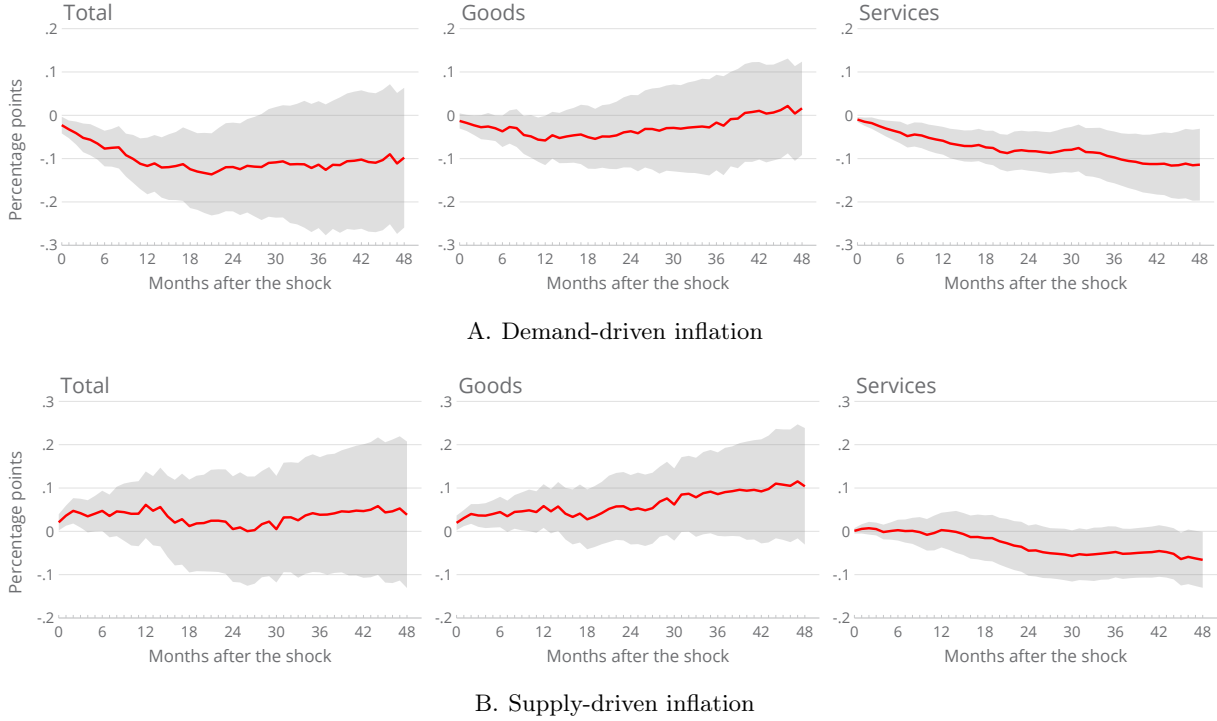 Total Goods Services
Percentage points
.2 .2 .2
.1 .1 .1
0 0 0
-.1 -.1 -.1
-.2 -.2 -.2
-.3 -.3 -.3
0 6 12 18 24 30 36 42 48 0 6 12 18 24 30 36 42 48 0 6 12 18 24 30 36 42 48
Months after the shock Months after the shock Months after the shock
A. Demand-driven inflation
Total Goods Services
Percentage points
.3 .3 .3
.2 .2 .2
.1 .1 .1
0 0 0
-.1 -.1 -.1
-.2 -.2 -.2
0 6 12 18 24 30 36 42 48 0 6 12 18 24 30 36 42 48 0 6 12 18 24 30 36 42 48
Months after the shock Months after the shock Months after the shock
B. Supply-driven inflation